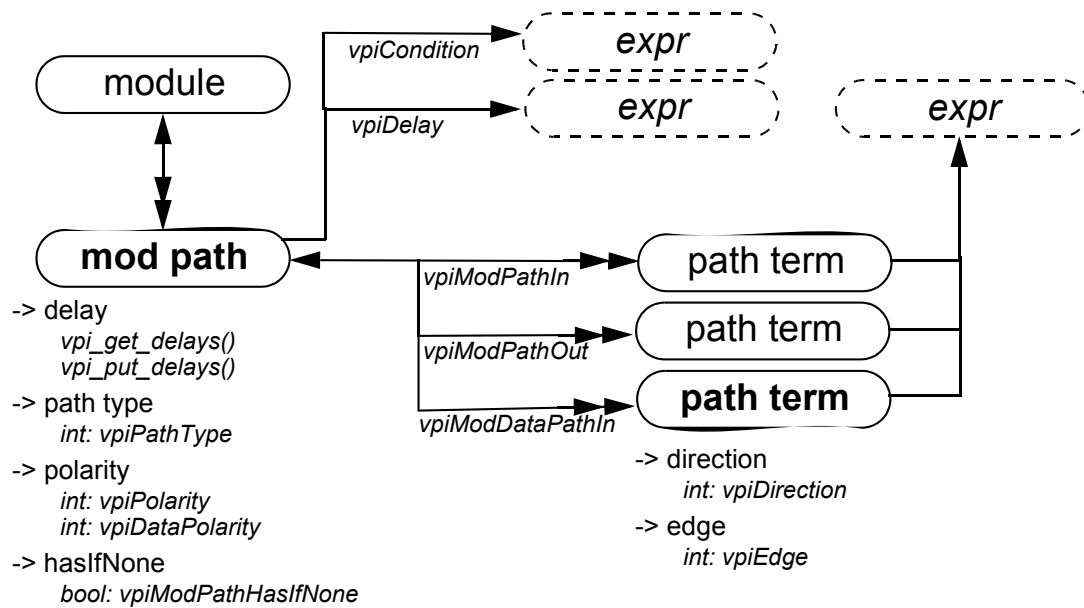 expr
vpiCondition
module
expr
expr
vpiDelay
mod path
path term
vpiModPathIn
path term
vpiModPathOut
path term
vpiModDataPathIn
-> delay
vpi_get_delays()
vpi_put_delays()
-> path type
int: vpiPathType
-> polarity
int: vpiPolarity
int: vpiDataPolarity
-> hasIfNone
bool: vpiModPathHasIfNone
-> direction
int: vpiDirection
-> edge
int: vpiEdge